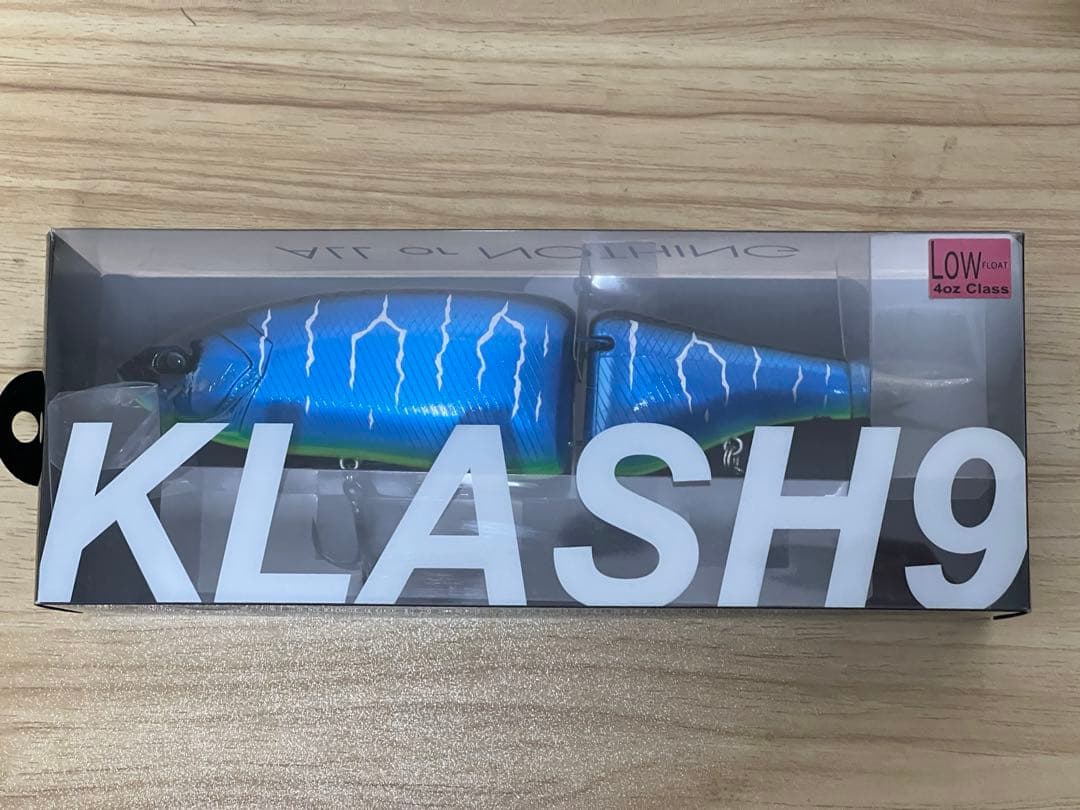 ALL or NOTHING
LOW FLOAT
4oz Class
KLASH9